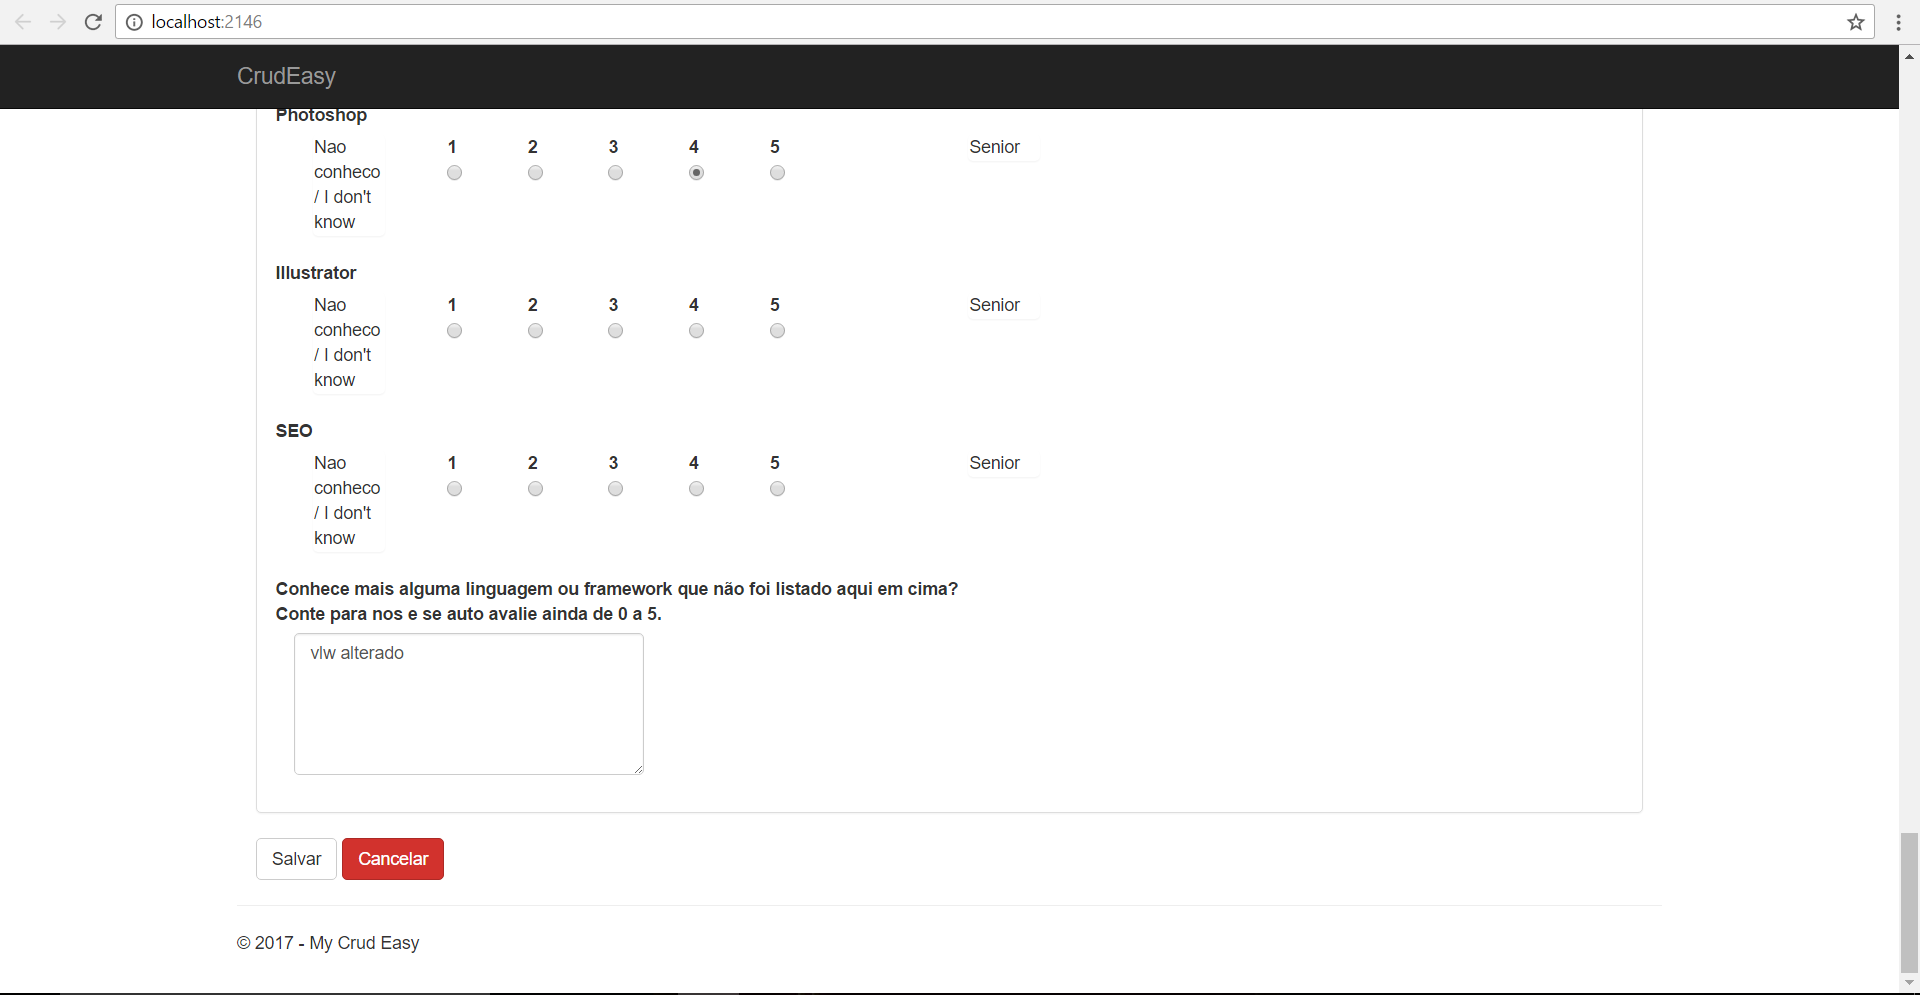 localhost:2146
CrudEasy
Photoshop
Nao 1 2 3 4 5 Senior
conheco
/ I don't
know
Illustrator
Nao 1 2 3 4 5 Senior
conheco
/ I don't
know
SEO
Nao 1 2 3 4 5 Senior
conheco
/ I don't
know
Conhece mais alguma linguagem ou framework que não foi listado aqui em cima?
Conte para nos e se auto avalie ainda de 0 a 5.
vlw alterado
Salvar Cancelar
© 2017 - My Crud Easy